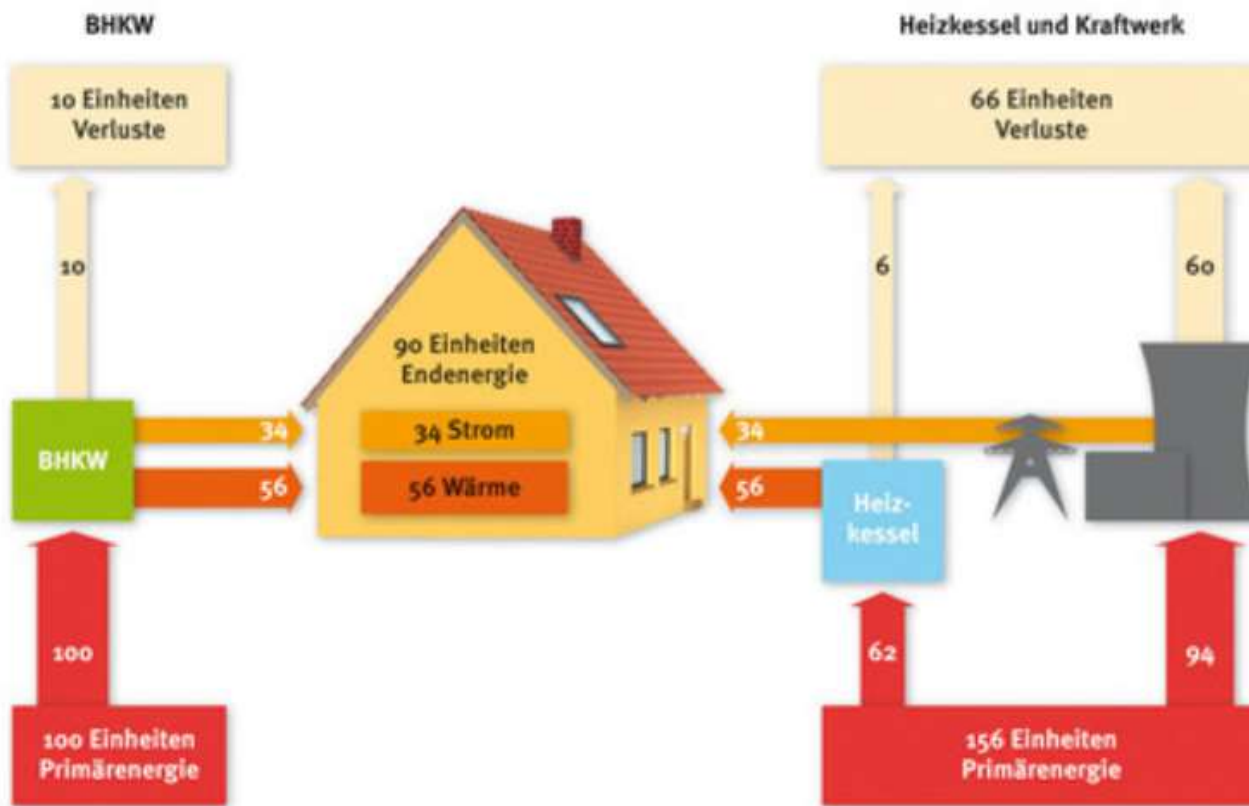 BHKW
10 Einheiten
Verluste
10
BHKW
34
56
100
100 Einheiten
Primärenergie
90 Einheiten
Endenergie
34 Strom
56 Wärme
Heizkessel und Kraftwerk
66 Einheiten
Verluste
6
60
34
56
Heiz-
kessel
62
94
156 Einheiten
Primärenergie